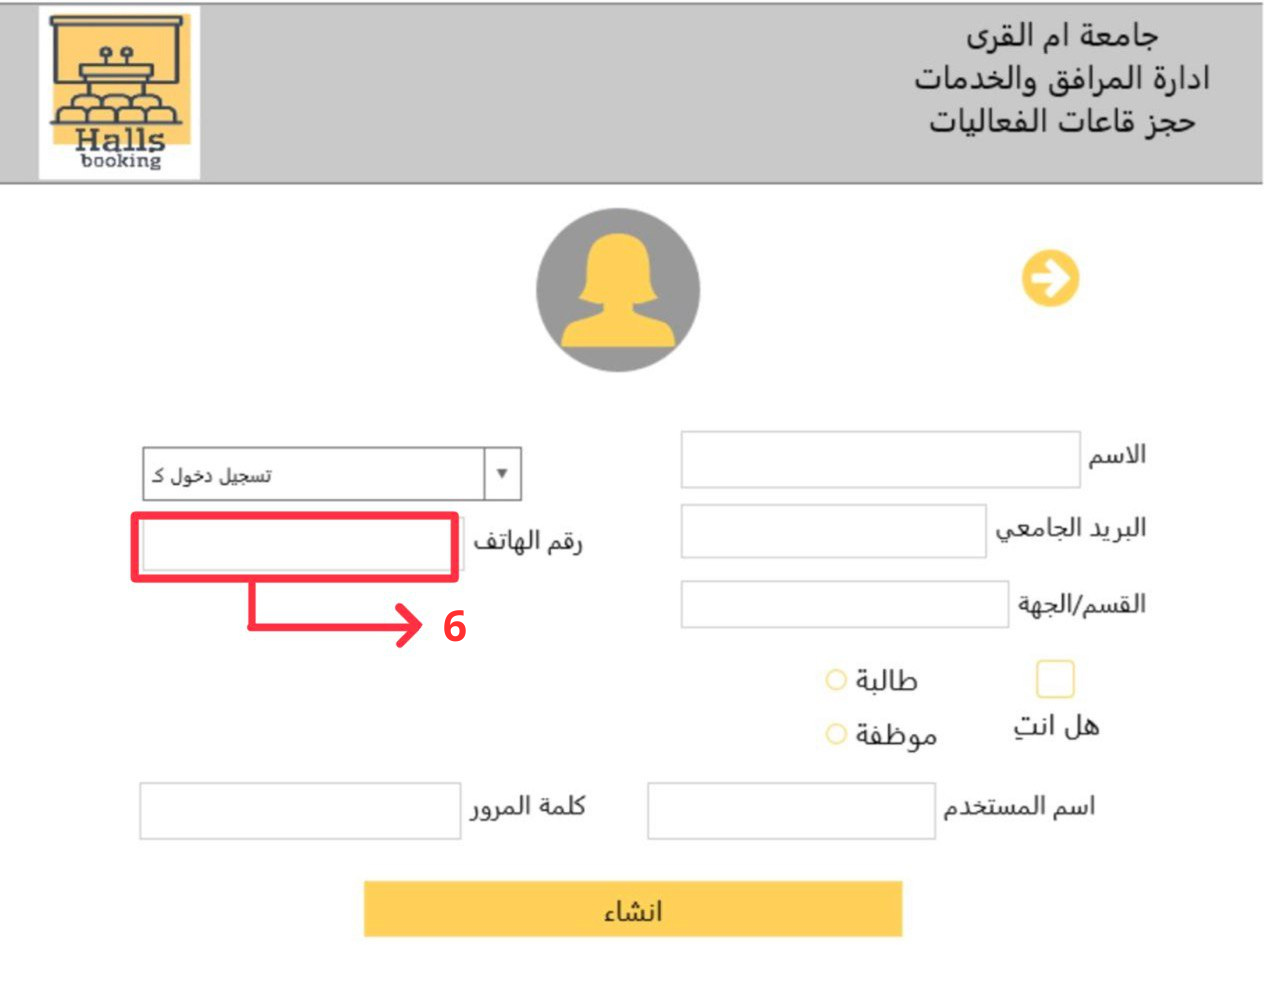 جامعة ام القرى
ادارة المرافق والخدمات
حجز قاعات الفعاليات
Halls
booking
الاسم
تسجيل دخول كـ
البريد الجامعي
رقم الهاتف
القسم/الجهة
6
هل انتِ
طالبة
موظفة
اسم المستخدم
كلمة المرور
انشاء